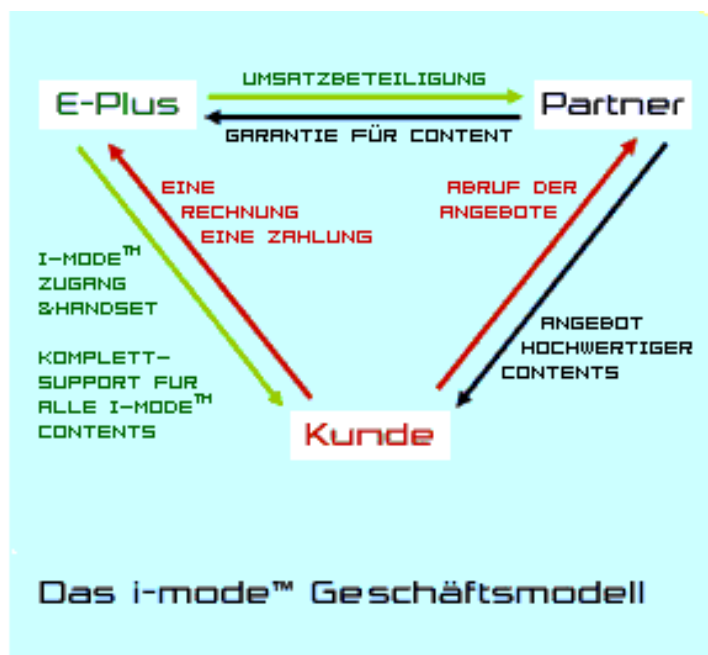 UMSATZBETEILIGUNG
E-Plus
Partner
GARANTIE FÜR CONTENT
EINE
RECHNUNG
EINE ZAHLUNG
ABRUF DER
ANGEBOTE
I-MODE™
ZUGANG
&HANDSET
KOMPLETT-
SUPPORT FUR
ALLE I-MODE™
CONTENTS
ANGEBOT
HOCHWERTIGER
CONTENTS
Kunde
Das i-mode™ Geschäftsmodell